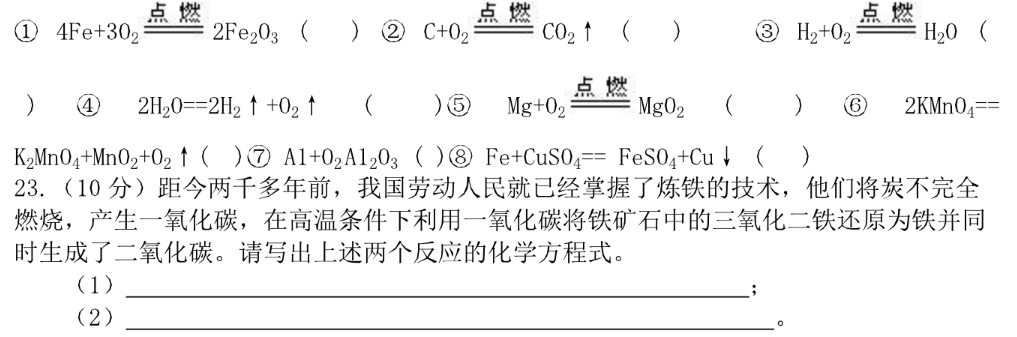 ① 4Fe+3O₂ 点燃 == 2Fe₂O₃ （ ） ② C+O₂ 点燃 == CO₂↑ （ ） ③ H₂+O₂ 点燃 == H₂O （
） ④ 2H₂O==2H₂↑+O₂↑ （ ）⑤ Mg+O₂ 点燃 == MgO₂ （ ） ⑥ 2KMnO₄==
K₂MnO₄+MnO₂+O₂↑（ ）⑦ Al+O₂Al₂O₃ （ ）⑧ Fe+CuSO₄== FeSO₄+Cu↓ （ ）
23.（10 分）距今两千多年前，我国劳动人民就已经掌握了炼铁的技术，他们将炭不完全
燃烧，产生一氧化碳，在高温条件下利用一氧化碳将铁矿石中的三氧化二铁还原为铁并同
时生成了二氧化碳。请写出上述两个反应的化学方程式。
（1）；
（2）。